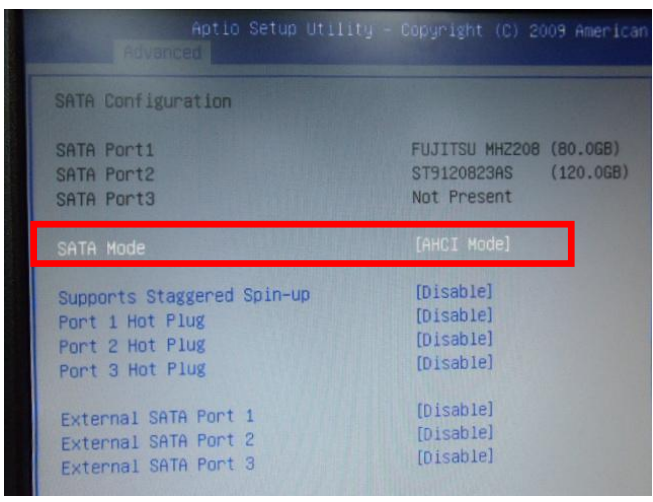 Aptio Setup Utility - Copyright (C) 2009 American
Advanced
SATA Configuration
SATA Port1 FUJITSU MHZ208 (80.0GB)
SATA Port2 ST9120823AS (120.0GB)
SATA Port3 Not Present
SATA Mode [AHCI Mode]
Supports Staggered Spin-up [Disable]
Port 1 Hot Plug [Disable]
Port 2 Hot Plug [Disable]
Port 3 Hot Plug [Disable]
External SATA Port 1 [Disable]
External SATA Port 2 [Disable]
External SATA Port 3 [Disable]